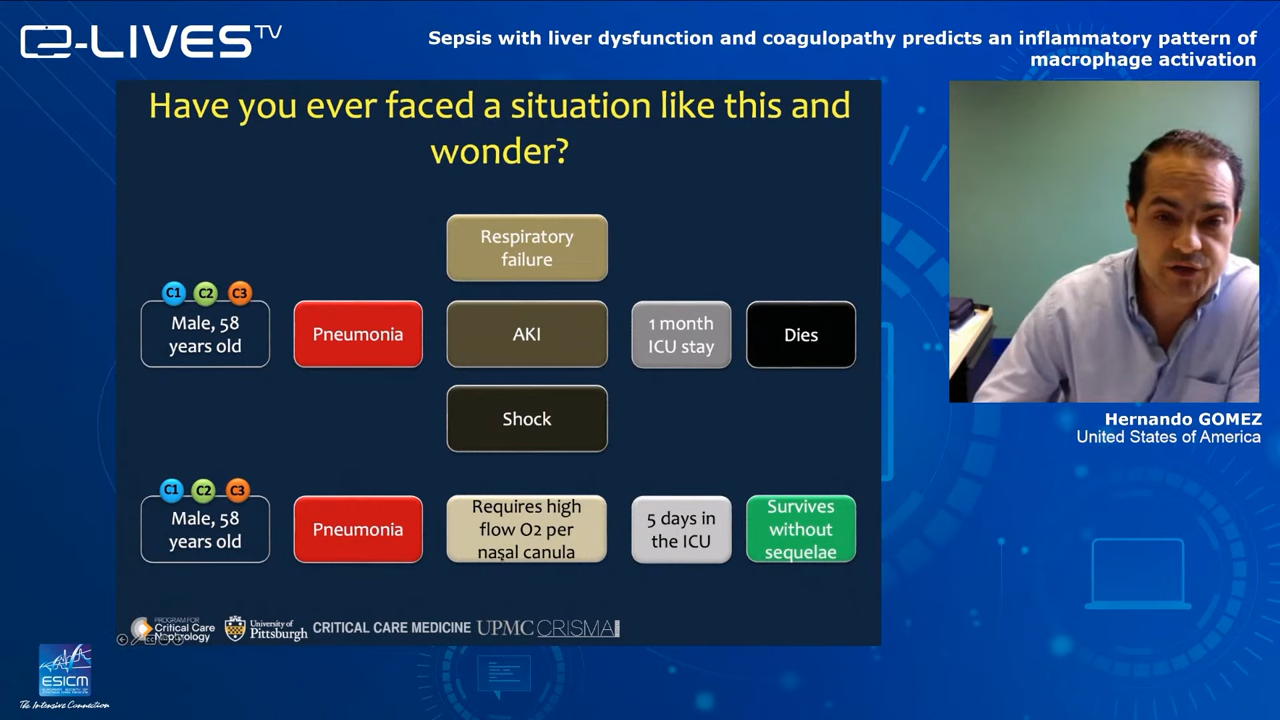 e-LIVES TV
Sepsis with liver dysfunction and coagulopathy predicts an inflammatory pattern of
macrophage activation
Have you ever faced a situation like this and
wonder?
Respiratory
failure
C1 C2 C3
Male, 58
years old
Pneumonia
AKI
1 month
ICU stay
Dies
Shock
C1 C2 C3
Male, 58
years old
Pneumonia
Requires high
flow O2 per
nasal canula
5 days in
the ICU
Survives
without
sequelae
Hernando GOMEZ
United States of America
PROGRAM FOR
Critical Care
Nephrology
University of
Pittsburgh
CRITICAL CARE MEDICINE
UPMC
CRISMA
ESICM
The Intensive Connection